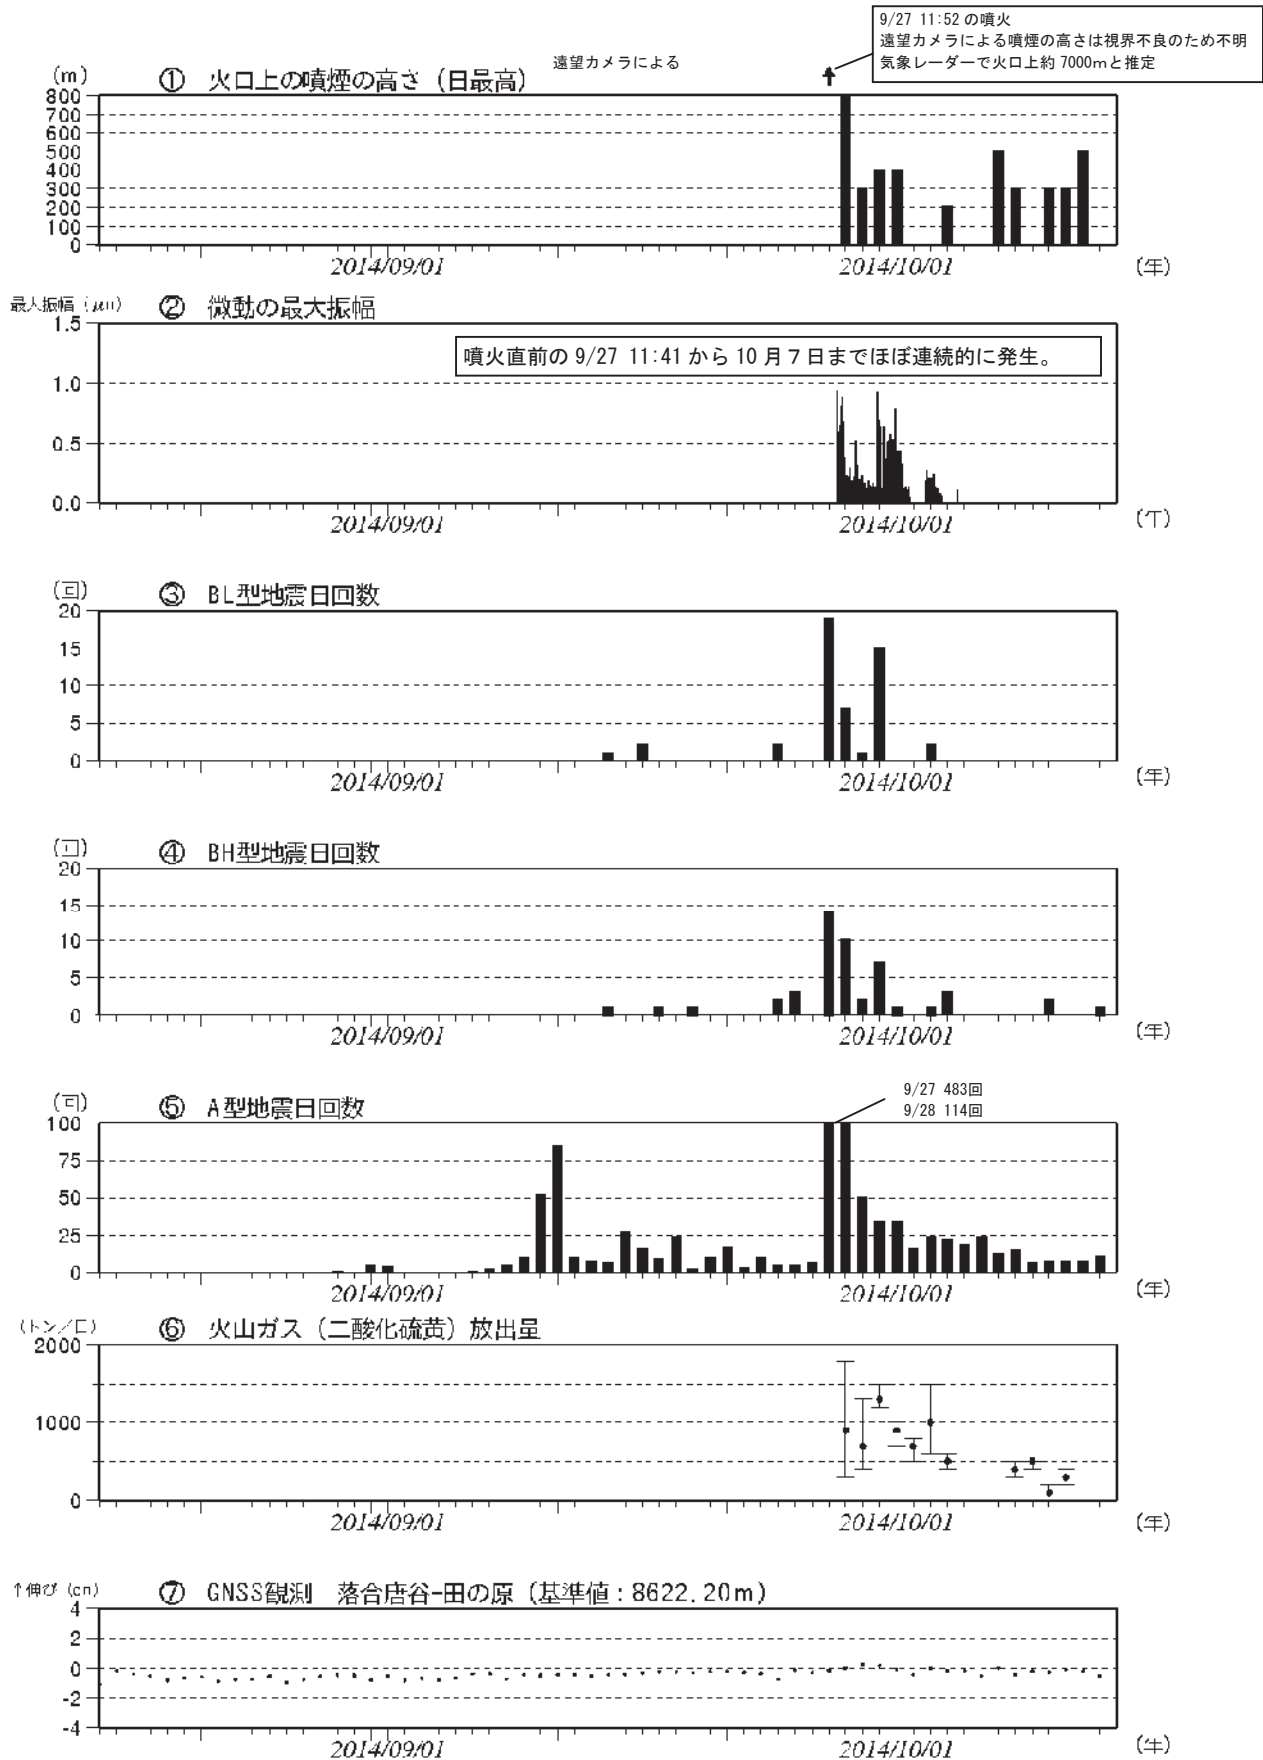 9/27 11:52 の噴火
遠望カメラによる噴煙の高さは視界不良のため不明
気象レーダーで火口上約 7000mと推定
遠望カメラによる
(m) ① 火口上の噴煙の高さ (日最高)
800
700
600
500
400
300
200
100
0
2014/09/01 2014/10/01 (年)
最大振幅 (μm) ② 微動の最大振幅
噴火直前の 9/27 11:41 から 10 月 7 日までほぼ連続的に発生。
1.5
1.0
0.5
0.0
2014/09/01 2014/10/01
(回) ③ BL型地震日回数
20
15
10
5
0
2014/09/01 2014/10/01 (年)
(回) ④ BH型地震日回数
20
15
10
5
0
2014/09/01 2014/10/01 (年)
(回) ⑤ A型地震日回数
9/27 483回
9/28 114回
100
75
50
25
0
2014/09/01 2014/10/01 (年)
(トン/日) ⑥ 火山ガス (二酸化硫黄) 放出量
2000
1000
0
2014/09/01 2014/10/01 (年)
↑伸び (cm) ⑦ GNSS観測 落合唐谷-田の原 (基準値:8622.20m)
4
2
0
-2
-4
2014/09/01 2014/10/01 (年)